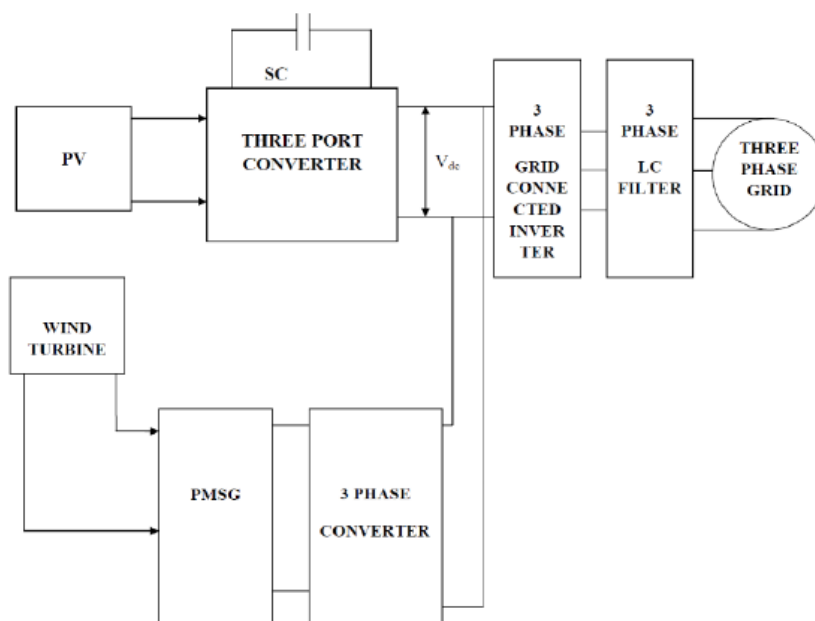 SC
PV
THREE PORT
CONVERTER
Vdc
3
PHASE
GRID
CONNE
CTED
INVER
TER
3
PHASE
LC
FILTER
THREE
PHASE
GRID
WIND
TURBINE
PMSG
3 PHASE
CONVERTER